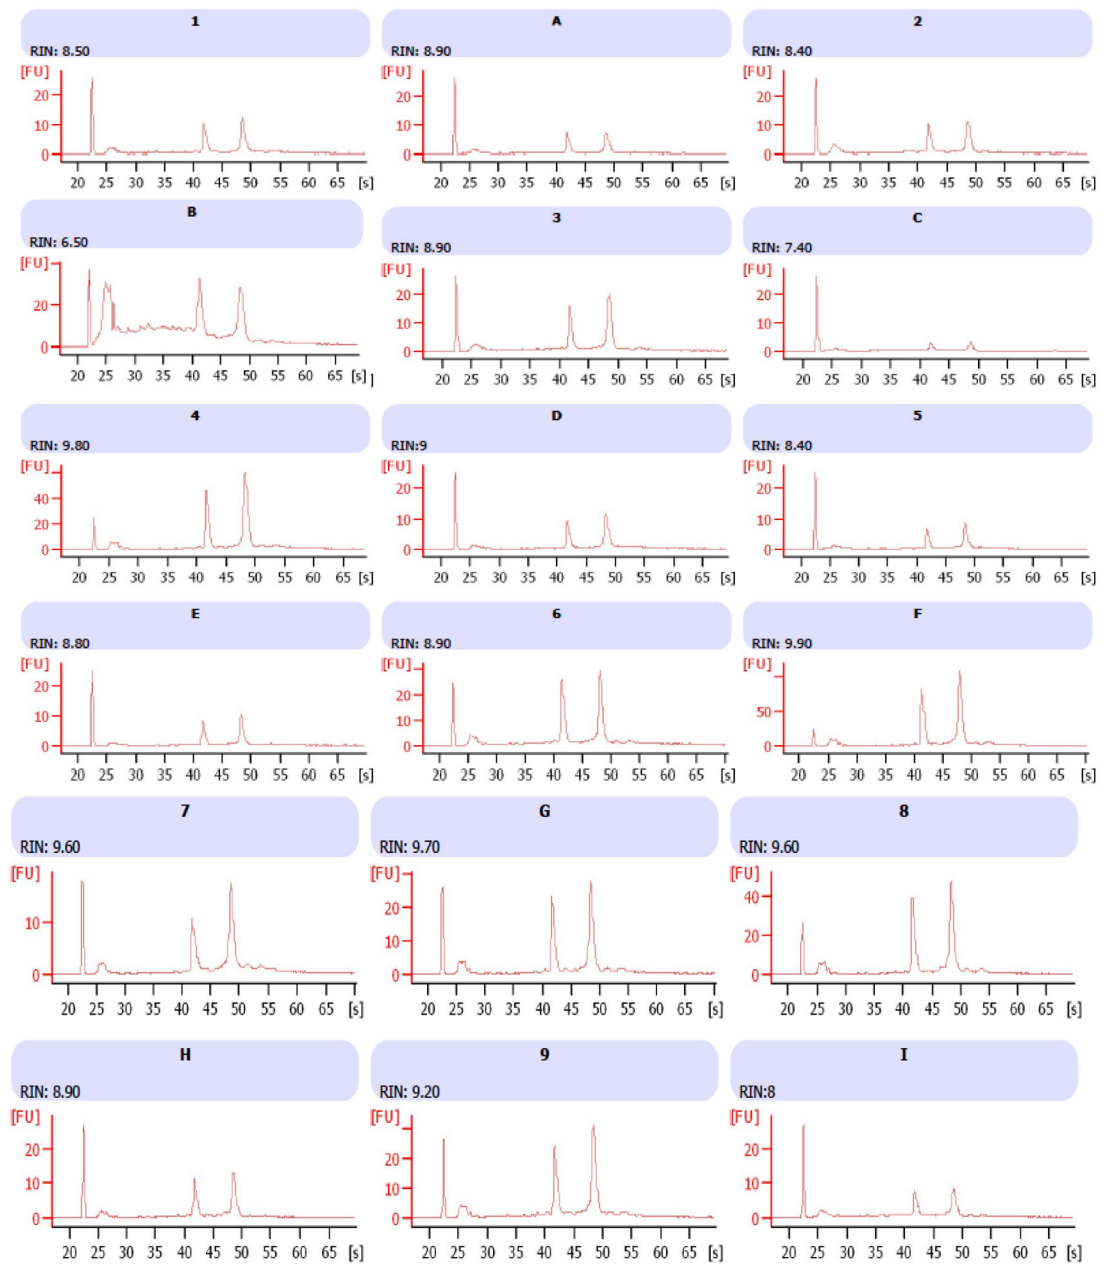 1 A 2
RIN: 8.50 RIN: 8.90 RIN: 8.40
[FU] [FU] [FU]
20 20 20
10 10 10
0 0 0
20 25 30 35 40 45 50 55 60 65 [s] 20 25 30 35 40 45 50 55 60 65 [s] 20 25 30 35 40 45 50 55 60 65 [s]
B 3 C
RIN: 6.50 RIN: 8.90 RIN: 7.40
[FU] [FU] [FU]
20 20 20
10 10
0 0 0
20 25 30 35 40 45 50 55 60 65 [s] ] 20 25 30 35 40 45 50 55 60 65 [s] 20 25 30 35 40 45 50 55 60 65 [s]
4 D 5
RIN: 9.80 RIN:9 RIN: 8.40
[FU] [FU] [FU]
40 20 20
20 10 10
0 0 0
20 25 30 35 40 45 50 55 60 65 [s] 20 25 30 35 40 45 50 55 60 65 [s] 20 25 30 35 40 45 50 55 60 65 [s]
E 6 F
RIN: 8.80 RIN: 8.90 RIN: 9.90
[FU] [FU] [FU]
20 20 50
10 10
0 0 0
20 25 30 35 40 45 50 55 60 65 [s] 20 25 30 35 40 45 50 55 60 65 [s] 20 25 30 35 40 45 50 55 60 65 [s]
7 G 8
RIN: 9.60 RIN: 9.70 RIN: 9.60
[FU] [FU] [FU]
10 20 40
10 20
0 0 0
20 25 30 35 40 45 50 55 60 65 [s] 20 25 30 35 40 45 50 55 60 65 [s] 20 25 30 35 40 45 50 55 60 65 [s]
H 9 I
RIN: 8.90 RIN: 9.20 RIN:8
[FU] [FU] [FU]
20 20 20
10 10 10
0 0 0
20 25 30 35 40 45 50 55 60 65 [s] 20 25 30 35 40 45 50 55 60 65 [s] 20 25 30 35 40 45 50 55 60 65 [s]